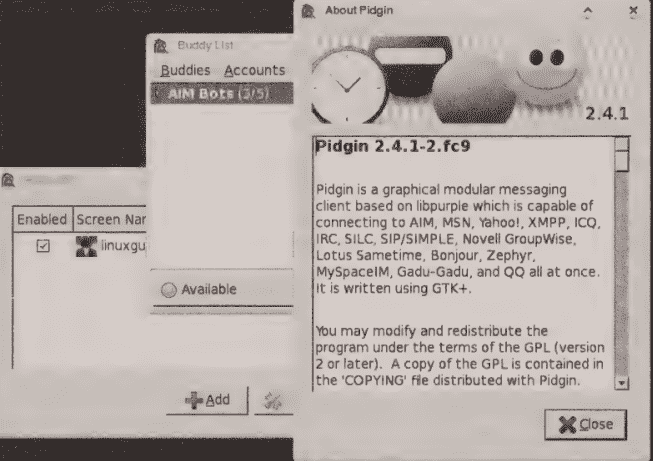 About Pidgin
Buddy List
Buddies Accounts
AIM Bots (3/5)
2.4.1
Pidgin 2.4.1-2.fc9
Pidgin is a graphical modular messaging
client based on libpurple which is capable of
connecting to AIM, MSN, Yahoo!, XMPP, ICQ,
IRC, SILC, SIP/SIMPLE, Novell GroupWise,
Lotus Sametime, Bonjour, Zephyr,
MySpaceIM, Gadu-Gadu, and QQ all at once.
It is written using GTK+.
You may modify and redistribute the
program under the terms of the GPL (version
2 or later). A copy of the GPL is contained in
the 'COPYING' file distributed with Pidgin.
Close
Available
Enabled Screen Nar
linuxgu
Add